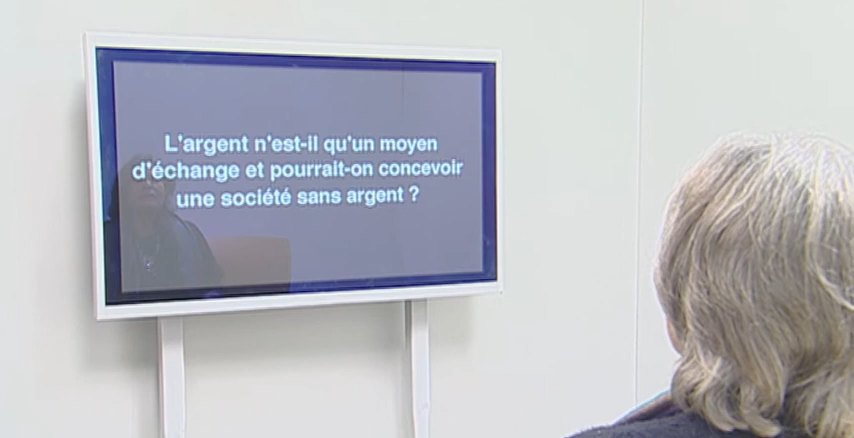 L'argent n'est-il qu'un moyen
d'échange et pourrait-on concevoir
une société sans argent ?